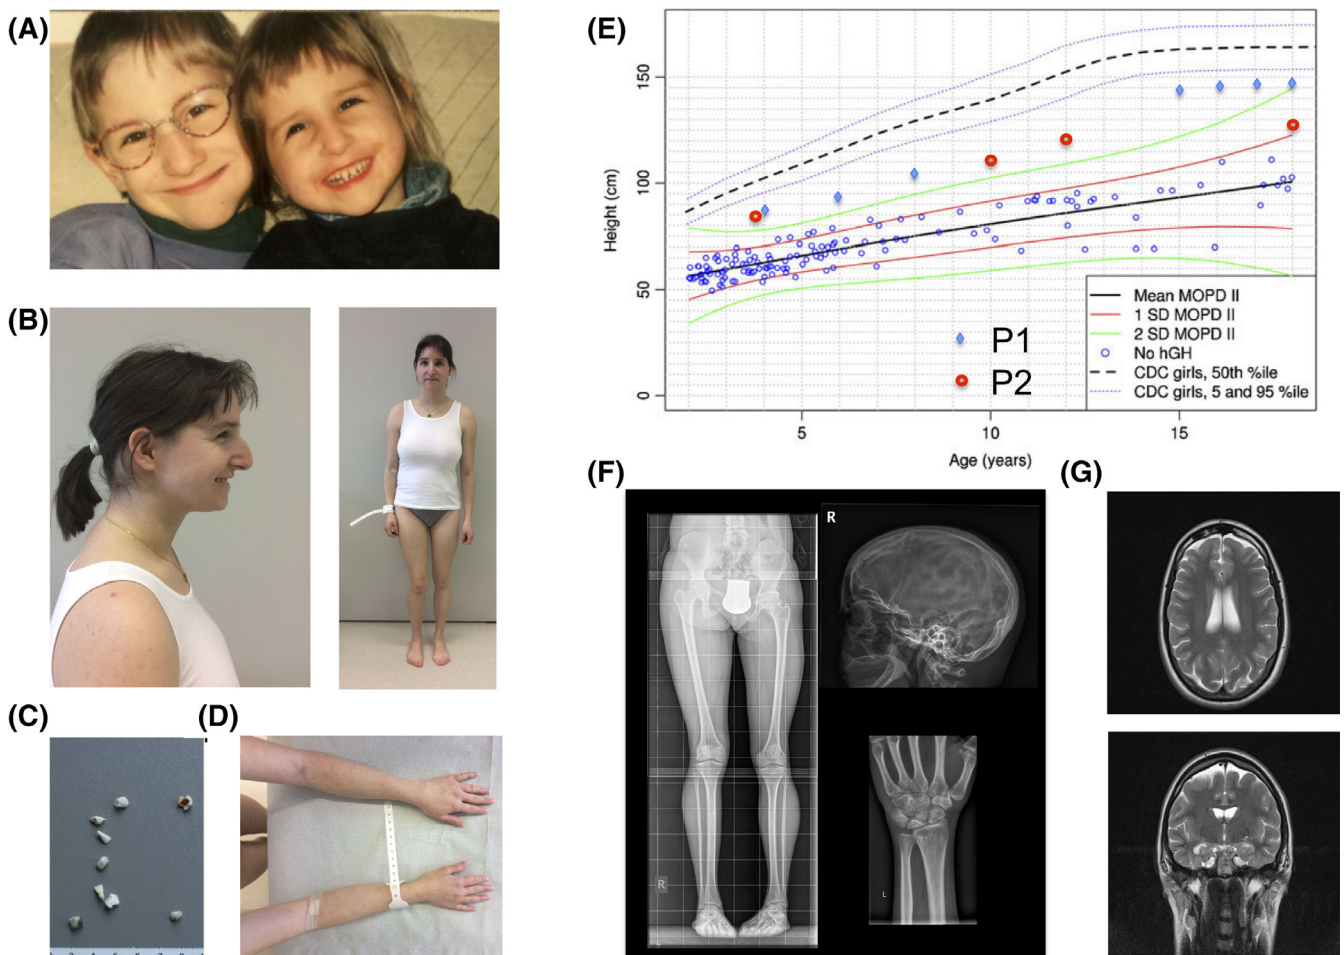 (A)
(B)
(C)
(D)
(E)
Height (cm)
150
100
50
0
5
10
15
Age (years)
P1
P2
Mean MOPD II
1 SD MOPD II
2 SD MOPD II
No hGH
CDC girls, 50th %ile
CDC girls, 5 and 95 %ile
(F)
R
R
L
(G)